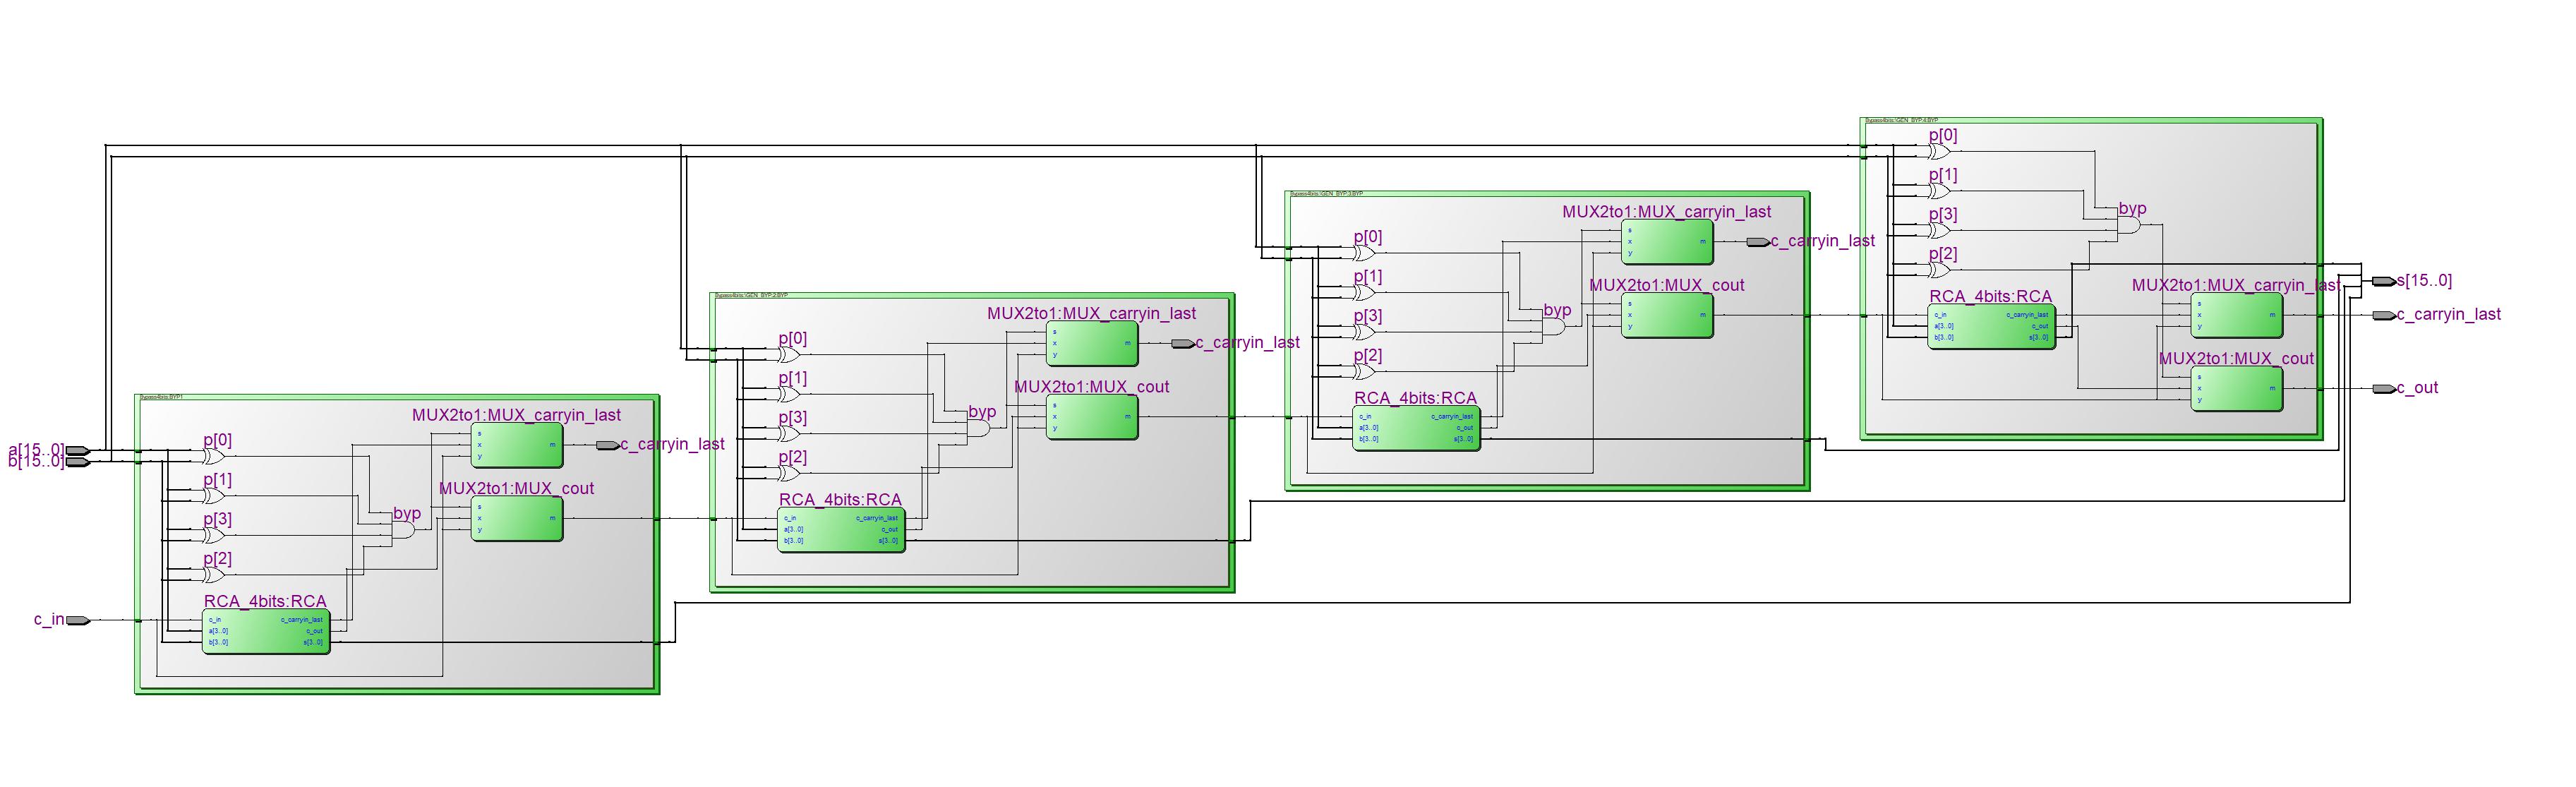 Bypass4bits:BYP1
a[15..0]
b[15..0]
c_in
p[0]
p[1]
p[3]
p[2]
byp
MUX2to1:MUX_carryin_last
s
x
y
m
c_carryin_last
MUX2to1:MUX_cout
s
x
y
m
RCA_4bits:RCA
c_in
a[3..0]
b[3..0]
c_carryin_last
c_out
s[3..0]
Bypass4bits:\GEN_BYP:2:BYP
p[0]
p[1]
p[3]
p[2]
byp
MUX2to1:MUX_carryin_last
s
x
y
m
c_carryin_last
MUX2to1:MUX_cout
s
x
y
m
RCA_4bits:RCA
c_in
a[3..0]
b[3..0]
c_carryin_last
c_out
s[3..0]
Bypass4bits:\GEN_BYP:3:BYP
p[0]
p[1]
p[3]
p[2]
byp
MUX2to1:MUX_carryin_last
s
x
y
m
c_carryin_last
MUX2to1:MUX_cout
s
x
y
m
RCA_4bits:RCA
c_in
a[3..0]
b[3..0]
c_carryin_last
c_out
s[3..0]
Bypass4bits:\GEN_BYP:4:BYP
p[0]
p[1]
p[3]
p[2]
byp
RCA_4bits:RCA
c_in
a[3..0]
b[3..0]
c_carryin_last
c_out
s[3..0]
MUX2to1:MUX_carryin_last
s
x
y
m
MUX2to1:MUX_cout
s
x
y
m
s[15..0]
c_carryin_last
c_out